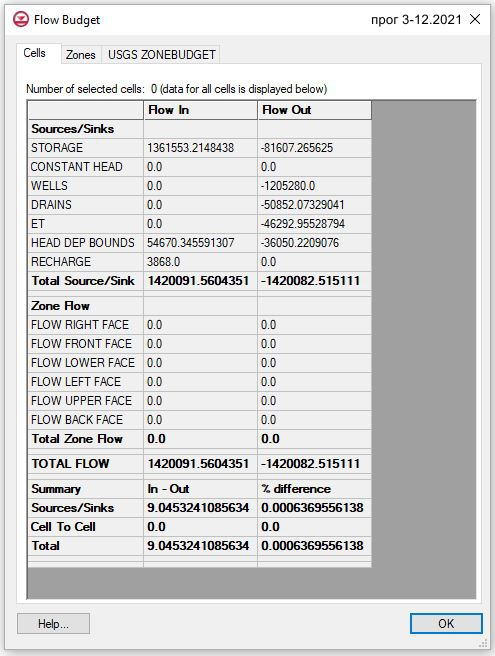 Flow Budget прог 3-12.2021
Cells Zones USGS ZONEBUDGET
Number of selected cells: 0 (data for all cells is displayed below)
Flow In Flow Out
Sources/Sinks
STORAGE 1361553.2148438 -81607.265625
CONSTANT HEAD 0.0 0.0
WELLS 0.0 -1205280.0
DRAINS 0.0 -50852.07329041
ET 0.0 -46292.95528794
HEAD DEP BOUNDS 54670.345591307 -36050.2209076
RECHARGE 3868.0 0.0
Total Source/Sink 1420091.5604351 -1420082.515111
Zone Flow
FLOW RIGHT FACE 0.0 0.0
FLOW FRONT FACE 0.0 0.0
FLOW LOWER FACE 0.0 0.0
FLOW LEFT FACE 0.0 0.0
FLOW UPPER FACE 0.0 0.0
FLOW BACK FACE 0.0 0.0
Total Zone Flow 0.0 0.0
TOTAL FLOW 1420091.5604351 -1420082.515111
Summary In - Out % difference
Sources/Sinks 9.0453241085634 0.0006369556138
Cell To Cell 0.0 0.0
Total 9.0453241085634 0.0006369556138
Help... OK